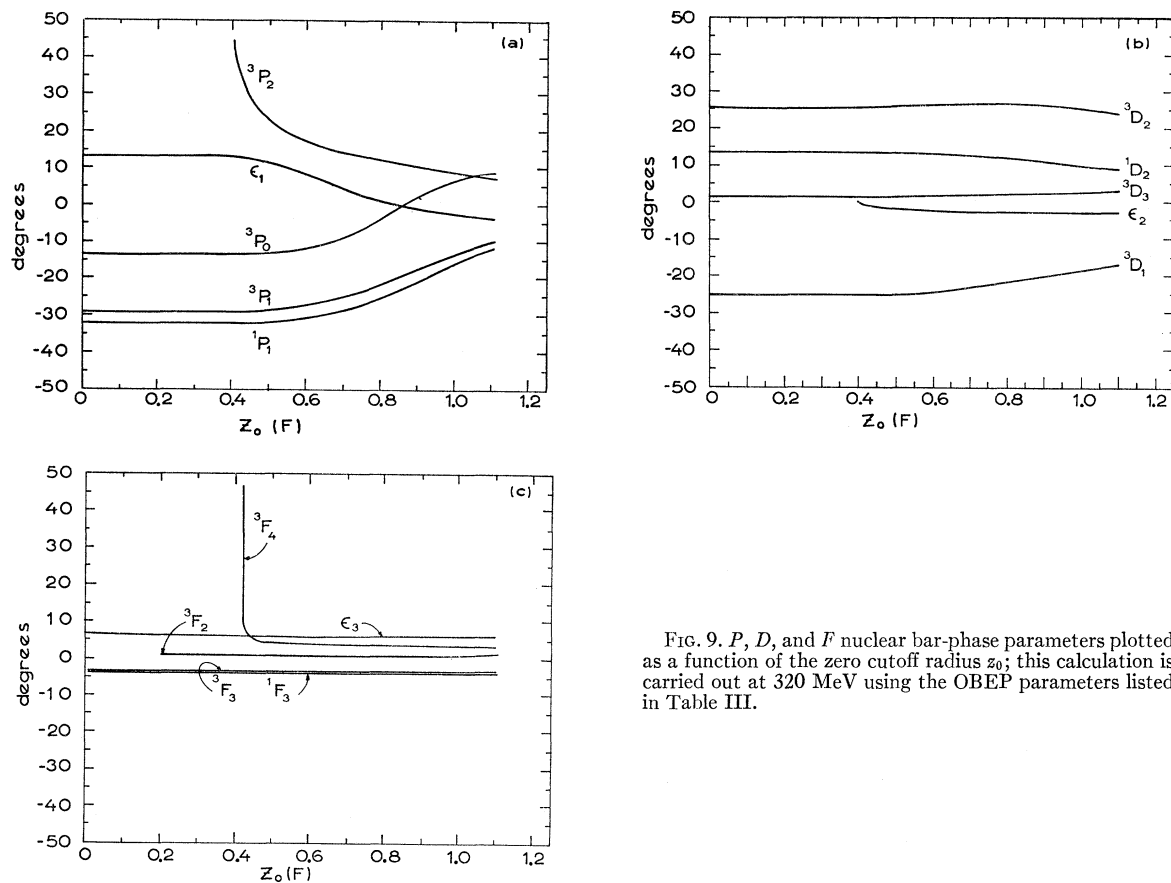 (a)
50
40
30
20
10
0
-10
-20
-30
-40
-50
degrees
³P₂
ϵ₁
³P₀
³P₁
¹P₁
0 0.2 0.4 0.6 0.8 1.0 1.2
Z₀ (F)
(b)
50
40
30
20
10
0
-10
-20
-30
-40
-50
degrees
³D₂
¹D₂
³D₃
ϵ₂
³D₁
0 0.2 0.4 0.6 0.8 1.0 1.2
Z₀ (F)
(c)
50
40
30
20
10
0
-10
-20
-30
-40
-50
degrees
³F₄
³F₂
ϵ₃
³F₃ ¹F₃
0 0.2 0.4 0.6 0.8 1.0 1.2
Z₀ (F)
FIG. 9. P, D, and F nuclear bar-phase parameters plotted
as a function of the zero cutoff radius z₀; this calculation is
carried out at 320 MeV using the OBEP parameters listed
in Table III.